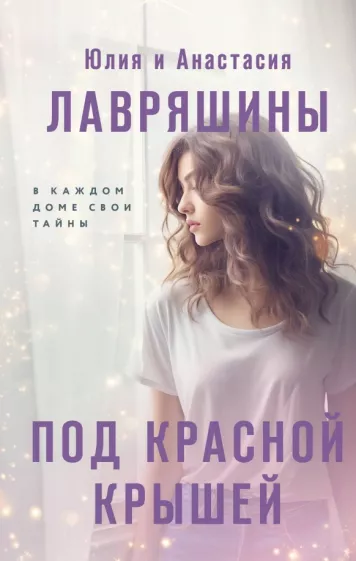 Юлия и Анастасия
ЛАВРЯШИНЫ
В КАЖДОМ
ДОМЕ СВОИ
ТАЙНЫ
ПОД КРАСНОЙ
КРЫШЕЙ